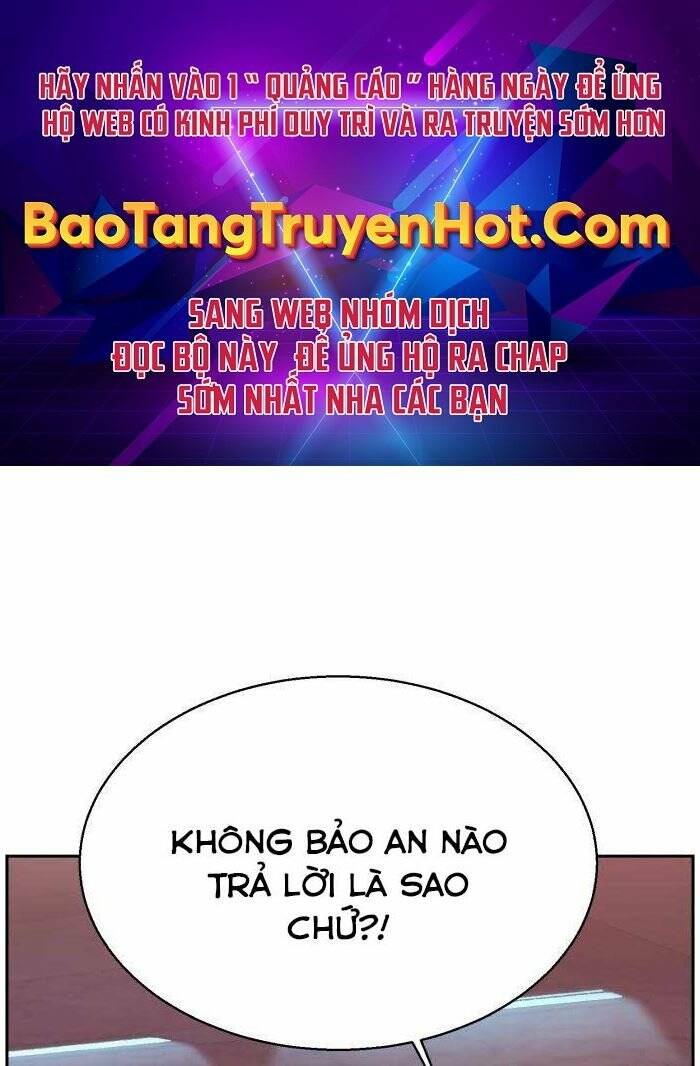 HÃY NHẤN VÀO 1 “ QUẢNG CÁO ” HÀNG NGÀY ĐỂ ỦNG
HỘ WEB CÓ KINH PHÍ DUY TRÌ VÀ RA TRUYỆN SỚM HƠN
BaoTangTruyenHot.Com
SANG WEB NHÓM DỊCH
ĐỌC BỘ NÀY ĐỂ ỦNG HỘ RA CHAP
SỚM NHẤT NHA CÁC BẠN
KHÔNG BẢO AN NÀO
TRẢ LỜI LÀ SAO
CHỨ?!